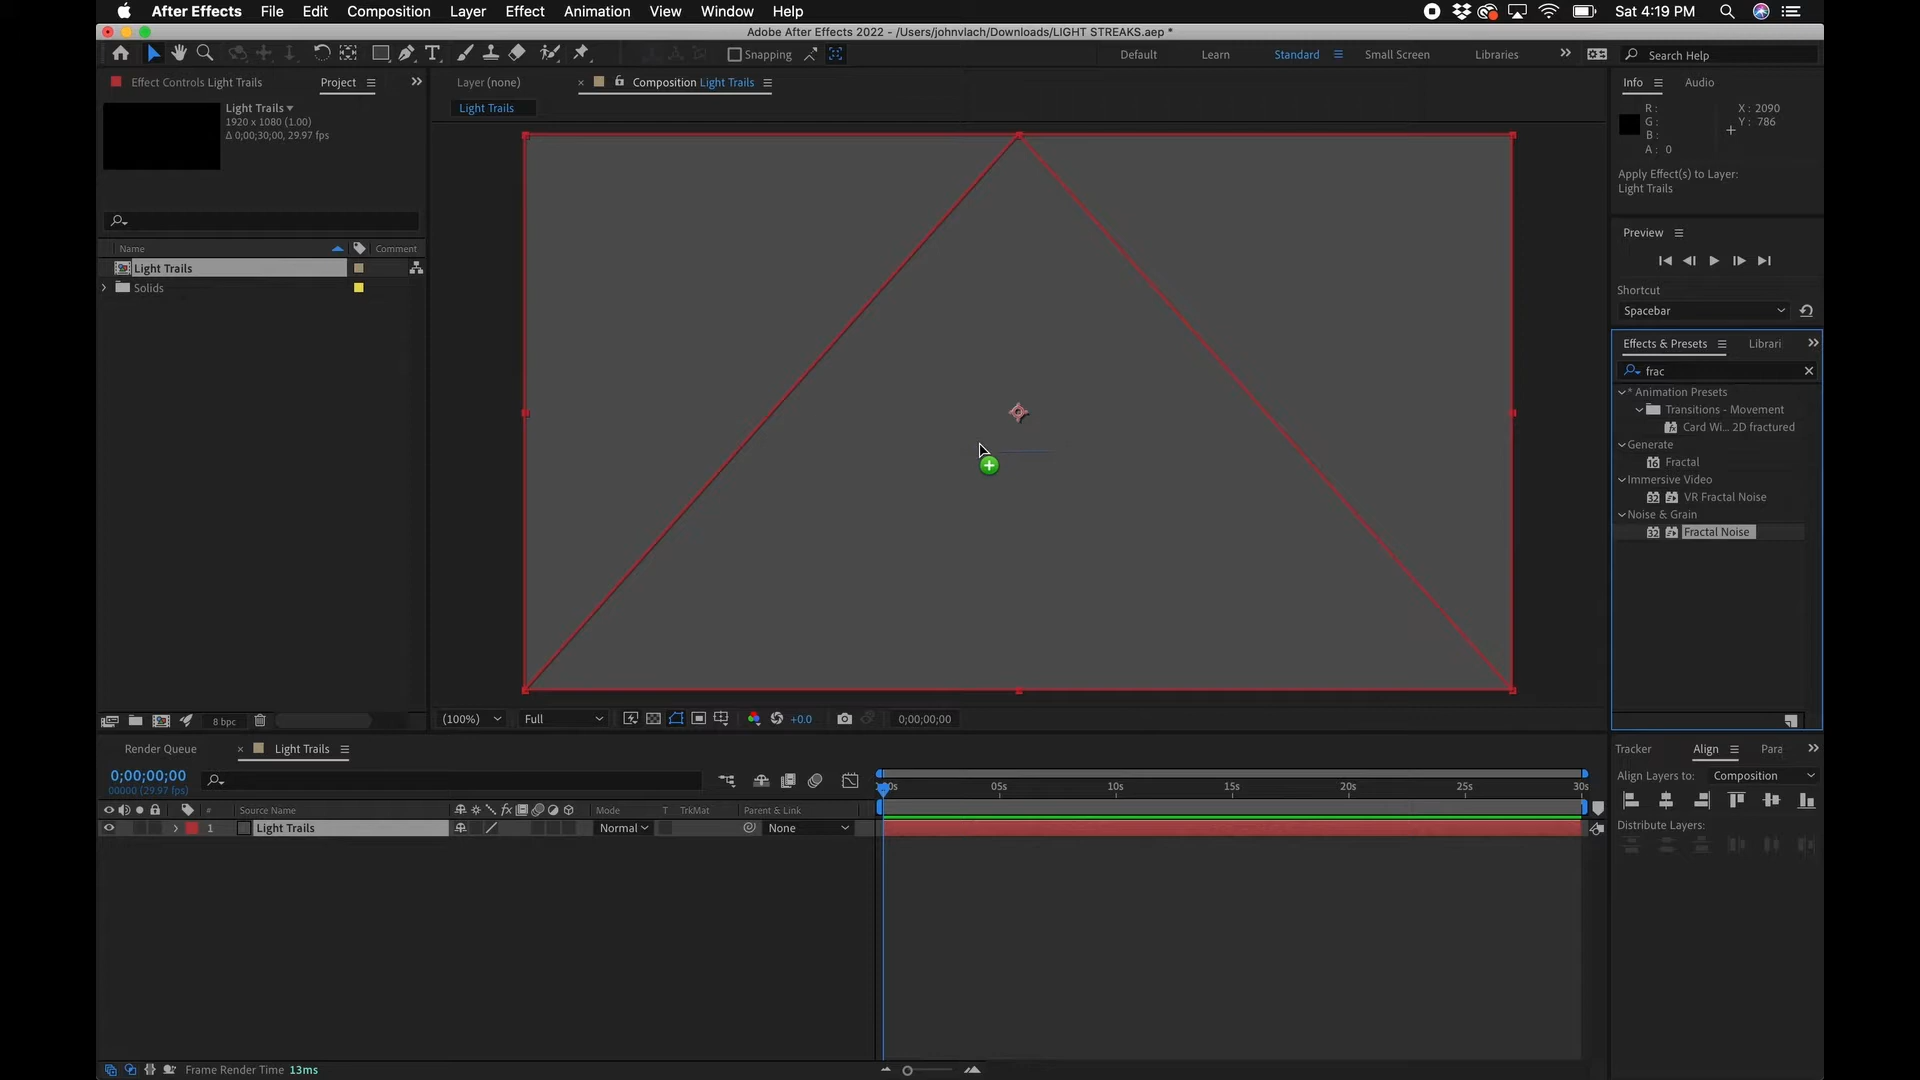 After Effects File Edit Composition Layer Effect Animation View Window Help Sat 4:19 PM
Adobe After Effects 2022 - /Users/johnvlach/Downloads/LIGHT STREAKS.aep *
Snapping Default Learn Standard Small Screen Libraries Search Help
Effect Controls Light Trails Project Layer (none) Composition Light Trails Info Audio
Light Trails
1920 x 1080 (1.00)
Δ 0;00;30;00, 29.97 fps
Light Trails
R :
G :
B :
A : 0
X : 2090
Y : 786
Apply Effect(s) to Layer:
Light Trails
Preview
Name Comment
Light Trails
Solids
Shortcut
Spacebar
Effects & Presets Librari
frac
* Animation Presets
Transitions - Movement
Card Wi... 2D fractured
Generate
16 Fractal
Immersive Video
32 VR Fractal Noise
Noise & Grain
32 Fractal Noise
8 bpc (100%) Full +0.0 0;00;00;00
Render Queue Light Trails Tracker Align Para
0;00;00;00
00000 (29.97 fps)
Align Layers to: Composition
05s 10s 15s 20s 25s 30s
# Source Name fx Mode T TrkMat Parent & Link
1 Light Trails Normal None
Distribute Layers:
Frame Render Time 13ms